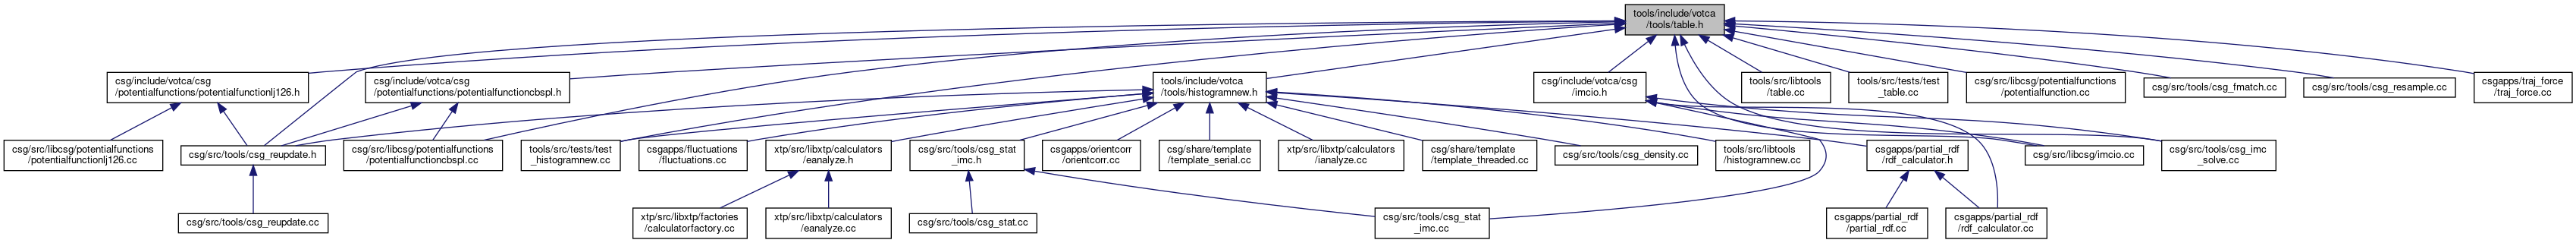 tools/include/votca
/tools/table.h
csg/include/votca/csg
/potentialfunctions/potentialfunctionlj126.h
csg/include/votca/csg
/potentialfunctions/potentialfunctioncbspl.h
tools/include/votca
/tools/histogramnew.h
csg/include/votca/csg
/imcio.h
tools/src/libtools
/table.cc
tools/src/tests/test
_table.cc
csg/src/libcsg/potentialfunctions
/potentialfunction.cc
csg/src/tools/csg_fmatch.cc
csg/src/tools/csg_resample.cc
csgapps/traj_force
/traj_force.cc
csg/src/libcsg/potentialfunctions
/potentialfunctionlj126.cc
csg/src/tools/csg_reupdate.h
csg/src/libcsg/potentialfunctions
/potentialfunctioncbspl.cc
tools/src/tests/test
_histogramnew.cc
csgapps/fluctuations
/fluctuations.cc
xtp/src/libxtp/calculators
/eanalyze.h
csg/src/tools/csg_stat
_imc.h
csgapps/orientcorr
/orientcorr.cc
csg/share/template
/template_serial.cc
xtp/src/libxtp/calculators
/ianalyze.cc
csg/share/template
/template_threaded.cc
csg/src/tools/csg_density.cc
tools/src/libtools
/histogramnew.cc
csgapps/partial_rdf
/rdf_calculator.h
csg/src/libcsg/imcio.cc
csg/src/tools/csg_imc
_solve.cc
csg/src/tools/csg_reupdate.cc
xtp/src/libxtp/factories
/calculatorfactory.cc
xtp/src/libxtp/calculators
/eanalyze.cc
csg/src/tools/csg_stat.cc
csg/src/tools/csg_stat
_imc.cc
csgapps/partial_rdf
/partial_rdf.cc
csgapps/partial_rdf
/rdf_calculator.cc